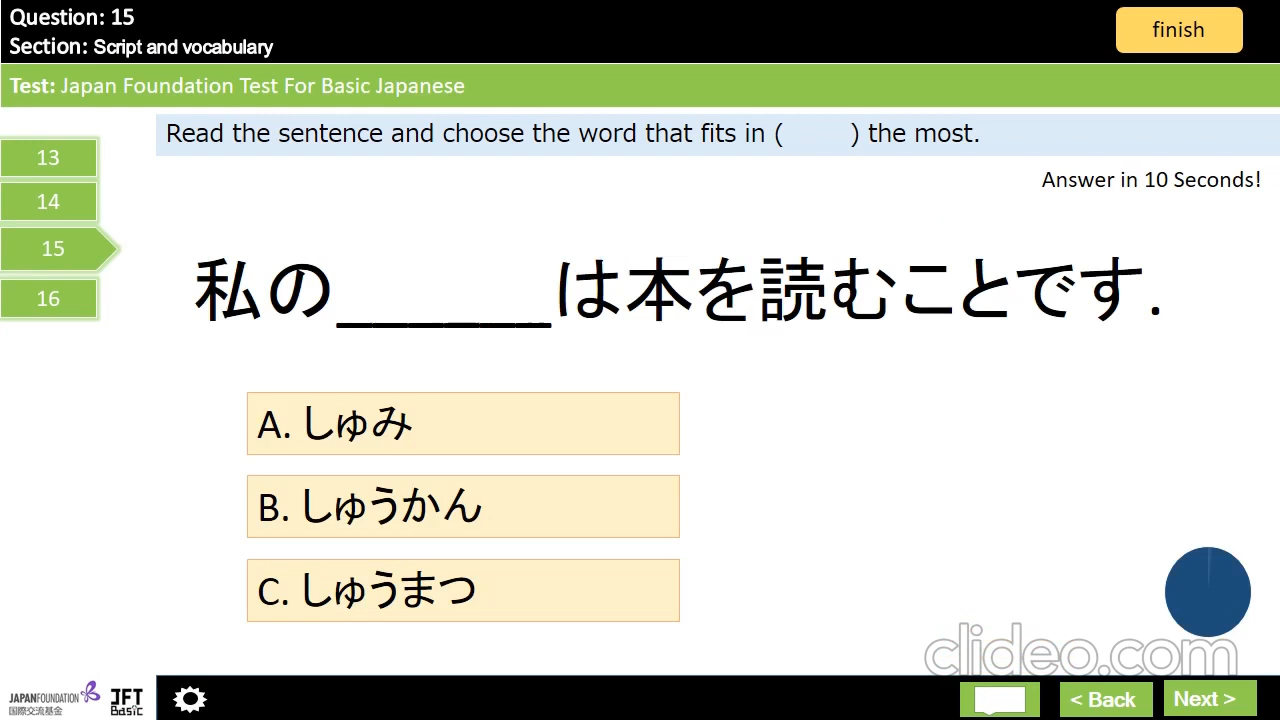 Question: 15
finish
Section: Script and vocabulary
Test: Japan Foundation Test For Basic Japanese
Read the sentence and choose the word that fits in (      ) the most.
Answer in 10 Seconds!
13
14
15
16
私の______は本を読むことです.
A. しゅみ
B. しゅうかん
C. しゅうまつ
clideo.com
JAPANFOUNDATION
国際交流基金
JFT
Basic
< Back
Next >